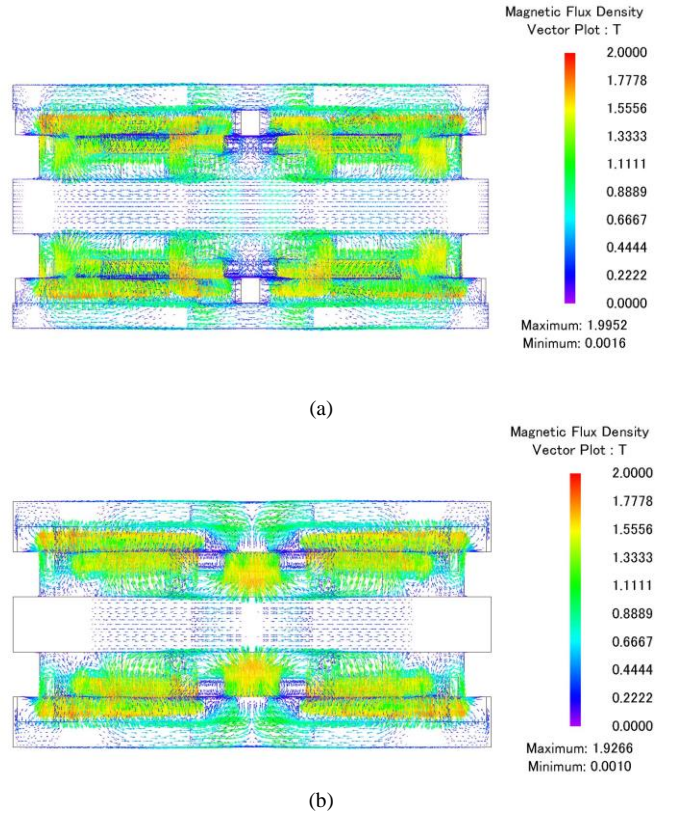 Magnetic Flux Density
Vector Plot : T
2.0000
1.7778
1.5556
1.3333
1.1111
0.8889
0.6667
0.4444
0.2222
0.0000
Maximum: 1.9952
Minimum: 0.0016
(a)
Magnetic Flux Density
Vector Plot : T
2.0000
1.7778
1.5556
1.3333
1.1111
0.8889
0.6667
0.4444
0.2222
0.0000
Maximum: 1.9266
Minimum: 0.0010
(b)